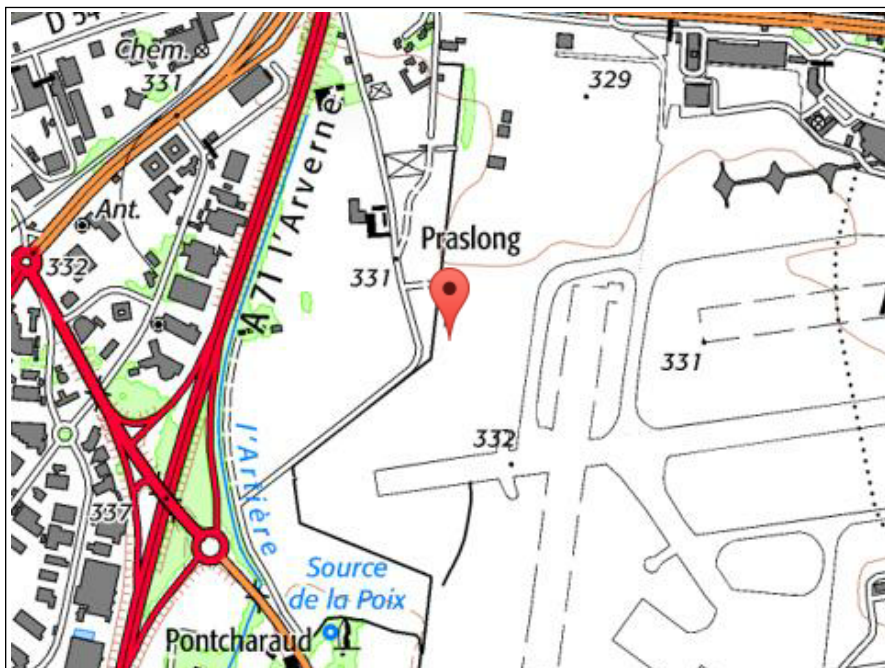 D 54
Chem.
331
329
A 71 l'Arverne
Ant.
Praslong
332
331
331
332
337
l'Artière
Source
de la Poix
Pontcharaud